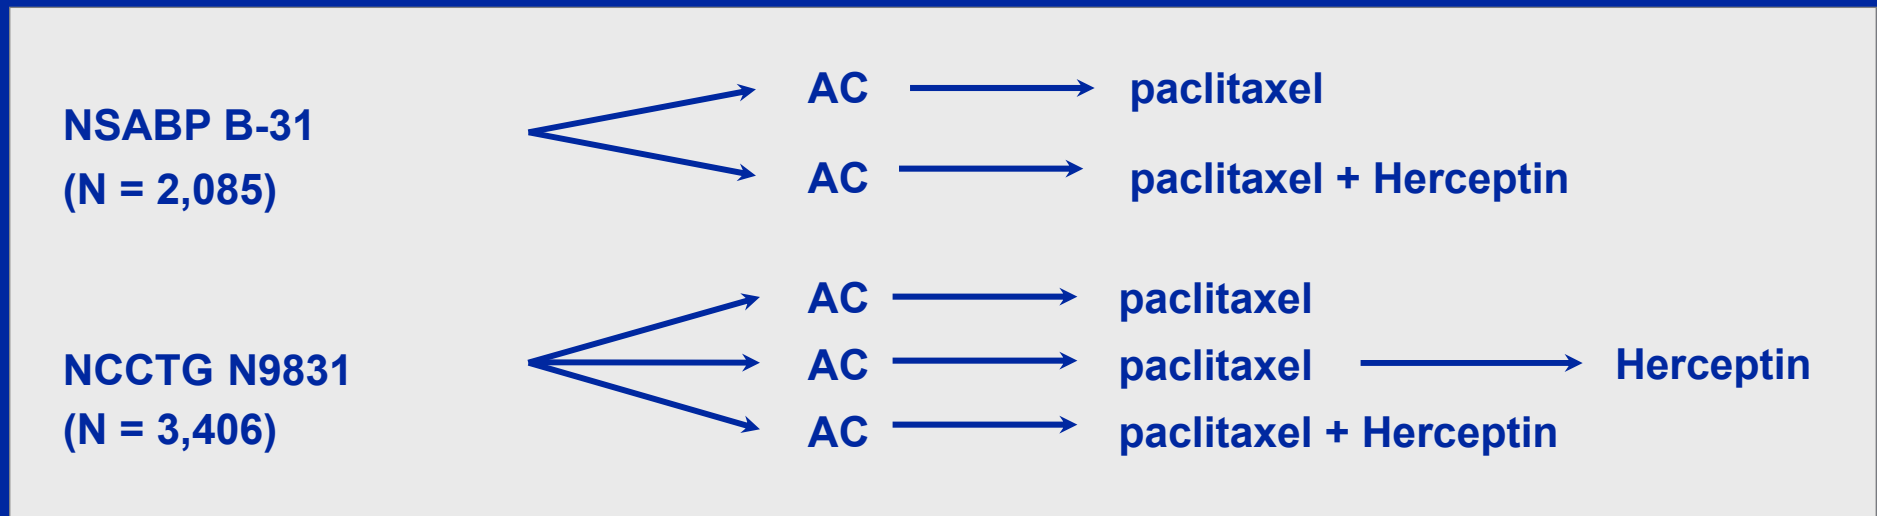 NSABP B-31
(N = 2,085)
AC paclitaxel
AC paclitaxel + Herceptin
NCCTG N9831
(N = 3,406)
AC paclitaxel
AC paclitaxel Herceptin
AC paclitaxel + Herceptin